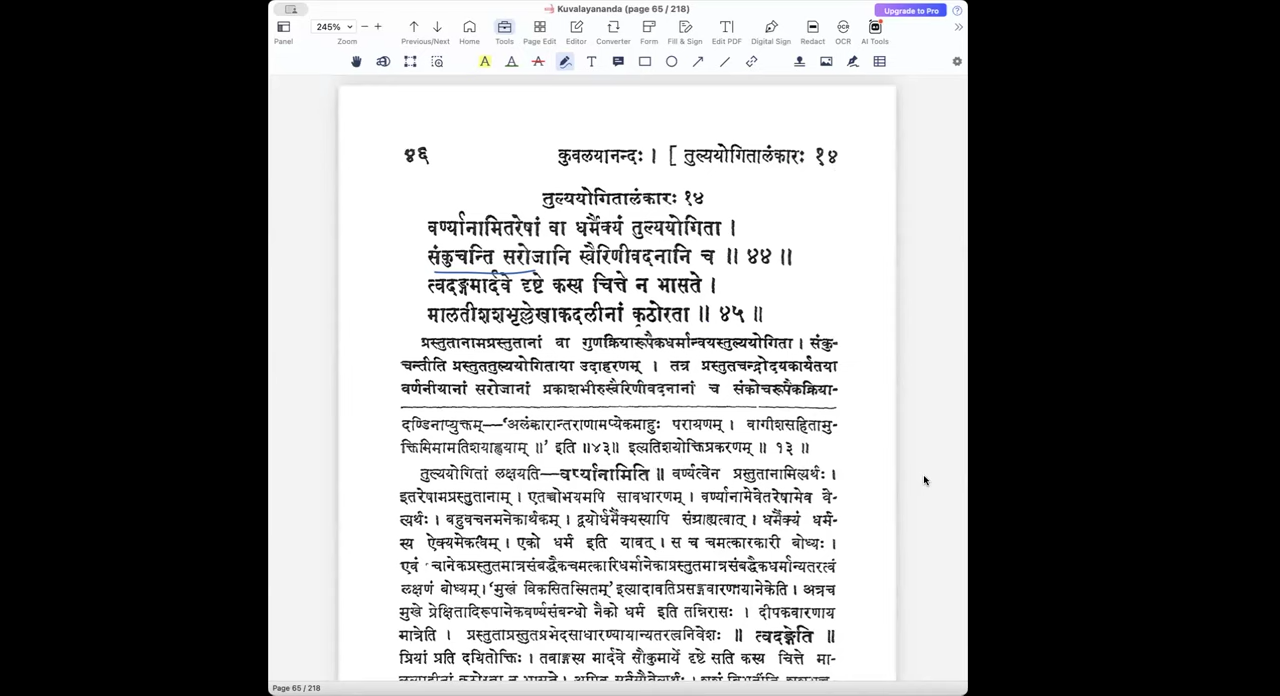 Kuvalayananda (page 65 / 218)
Upgrade to Pro
245%
Panel Zoom Previous/Next Home Tools Page Edit Editor Converter Form Fill & Sign Edit PDF Digital Sign Redact OCR AI Tools
४६ कुवलयानन्दः । [ तुल्ययोगितालंकारः १४
तुल्ययोगितालंकारः १४
वर्ण्यानामितरेषां वा धर्मैक्यं तुल्ययोगिता ।
संकुचन्ति सरोजानि स्वैरिणीवदनानि च ॥ ४४ ॥
त्वदङ्गमार्दवे दृष्टे कस्य चित्ते न भासते ।
मालतीशशभृल्लेखाकदलीनां कठोरता ॥ ४५ ॥
प्रस्तुतानामप्रस्तुतानां वा गुणक्रियारूपैकधर्मान्वयस्तुल्ययोगिता । संकु-
चन्तीति प्रस्तुततुल्ययोगिताया उदाहरणम् । तत्र प्रस्तुतचन्द्रोदयकार्यतया
वर्णनीयानां सरोजानां प्रकाशभीरुस्वैरिणीवदनानां च संकोचरूपैकक्रिया-
दण्डिनाप्युक्तम्—‘अलंकारान्तराणामप्येकमाहुः परायणम् । वागीशसहितामु-
क्तिमिमामतिशयाह्वयाम् ॥’ इति ॥४३॥ इत्यतिशयोक्तिप्रकरणम् ॥ १३ ॥
तुल्ययोगितां लक्षयति—वर्ण्यानामिति ॥ वर्ण्यत्वेन प्रस्तुतानामित्यर्थः ।
इतरेषामप्रस्तुतानाम् । एतच्चोभयमपि सावधारणम् । वर्ण्यानामेवेतरेषामेव वे-
त्यर्थः । बहुवचनमनेकार्थकम् । द्वयोर्धर्मैक्यस्यापि संग्राह्यत्वात् । धर्मैक्यं धर्म-
स्य ऐक्यमेकत्वम् । एको धर्म इति यावत् । स च चमत्कारकारी बोध्यः ।
एवं चानेकप्रस्तुतमात्रसंबद्धैकचमत्कारिधर्मानेकाप्रस्तुतमात्रसंबद्धैकधर्मान्यतरत्वं
लक्षणं बोध्यम् । ‘मुखं विकसितस्मितम्’ इत्यादावतिप्रसङ्गवारणायानेकेति । अत्रच
मुखे प्रेक्षितादिरूपानेकवर्ण्यसंबन्धो नैको धर्म इति तन्निरासः । दीपकवारणाय
मात्रेति । प्रस्तुताप्रस्तुतप्रभेदसाधारण्यायान्यतरत्वनिवेशः ॥ त्वदङ्गेति ॥
प्रियां प्रति दयितोक्तिः । तवाङ्गस्य मार्दवे सौकुमार्ये दृष्टे सति कस्य चित्ते मा-
Page 65 / 218